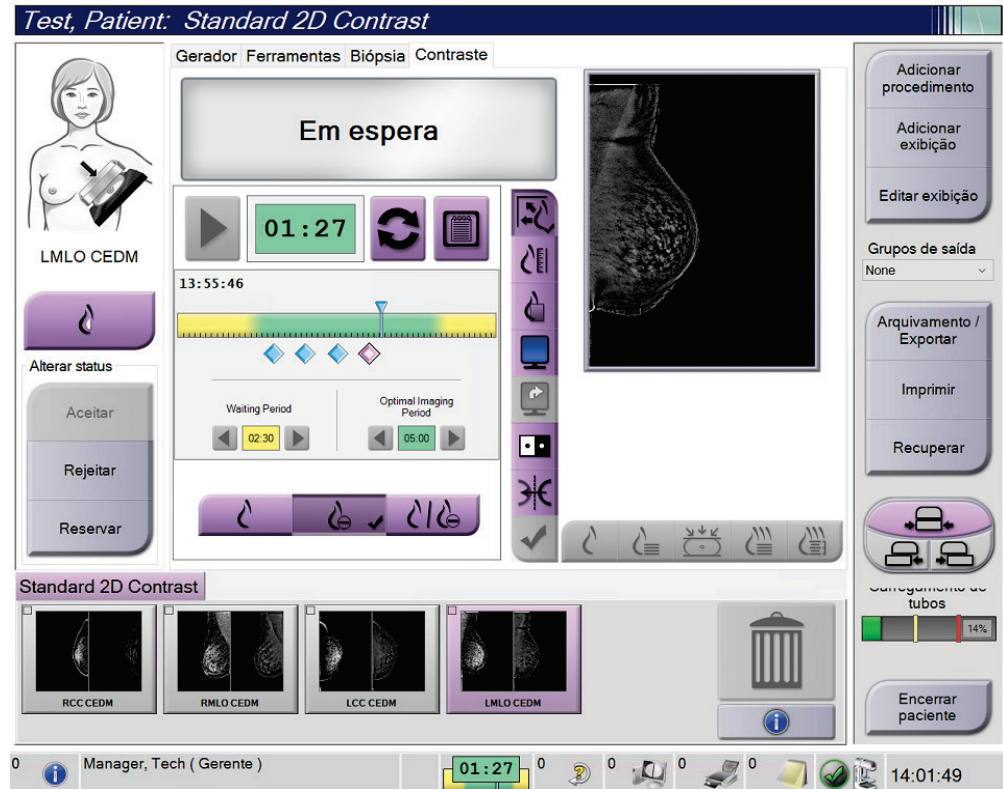 Test, Patient: Standard 2D Contrast
Gerador Ferramentas Biópsia Contraste
Em espera
LMLO CEDM
Alterar status
Aceitar
Rejeitar
Reservar
01:27
13:55:46
Waiting Period
Optimal Imaging
Period
02:30
05:00
Adicionar
procedimento
Adicionar
exibição
Editar exibição
Grupos de saída
None
Arquivamento /
Exportar
Imprimir
Recuperar
tubos
14%
Encerrar
paciente
Standard 2D Contrast
RCC CEDM
RMLO CEDM
LCC CEDM
LMLO CEDM
0
Manager, Tech ( Gerente )
01:27
0
0
0
0
14:01:49